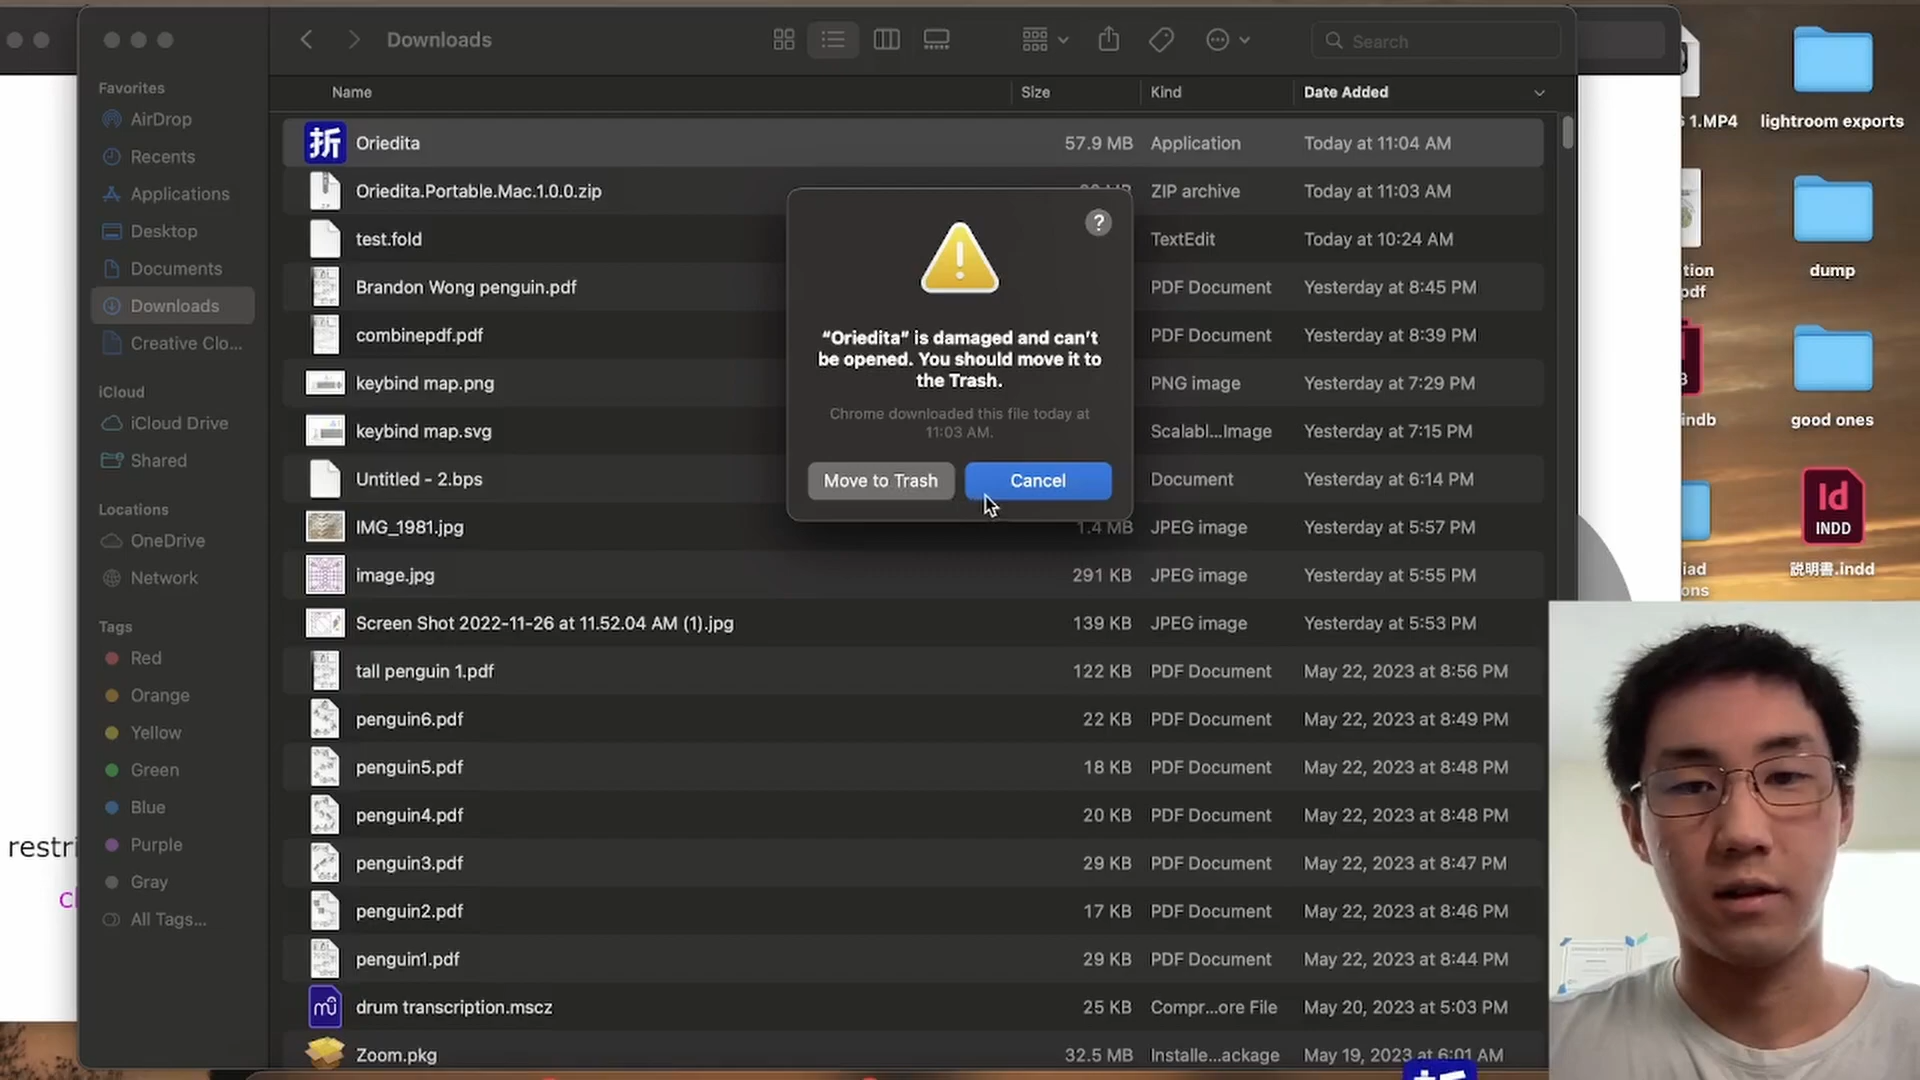 Downloads
Search
Favorites
AirDrop
Recents
Applications
Desktop
Documents
Downloads
Creative Clo...
iCloud
iCloud Drive
Shared
Locations
OneDrive
Network
Tags
Red
Orange
Yellow
Green
Blue
Purple
Gray
All Tags...
Name Size Kind Date Added
折 Oriedita 57.9 MB Application Today at 11:04 AM
Oriedita.Portable.Mac.1.0.0.zip ZIP archive Today at 11:03 AM
test.fold TextEdit Today at 10:24 AM
Brandon Wong penguin.pdf PDF Document Yesterday at 8:45 PM
combinepdf.pdf PDF Document Yesterday at 8:39 PM
keybind map.png PNG image Yesterday at 7:29 PM
keybind map.svg Scalabl...Image Yesterday at 7:15 PM
Untitled - 2.bps Document Yesterday at 6:14 PM
IMG_1981.jpg 1.4 MB JPEG image Yesterday at 5:57 PM
image.jpg 291 KB JPEG image Yesterday at 5:55 PM
Screen Shot 2022-11-26 at 11.52.04 AM (1).jpg 139 KB JPEG image Yesterday at 5:53 PM
tall penguin 1.pdf 122 KB PDF Document May 22, 2023 at 8:56 PM
penguin6.pdf 22 KB PDF Document May 22, 2023 at 8:49 PM
penguin5.pdf 18 KB PDF Document May 22, 2023 at 8:48 PM
penguin4.pdf 20 KB PDF Document May 22, 2023 at 8:48 PM
penguin3.pdf 29 KB PDF Document May 22, 2023 at 8:47 PM
penguin2.pdf 17 KB PDF Document May 22, 2023 at 8:46 PM
penguin1.pdf 29 KB PDF Document May 22, 2023 at 8:44 PM
drum transcription.mscz 25 KB Compr...ore File May 20, 2023 at 5:03 PM
Zoom.pkg 32.5 MB Installe...ackage May 19, 2023 at 6:01 AM
?
“Oriedita” is damaged and can’t
be opened. You should move it to
the Trash.
Chrome downloaded this file today at
11:03 AM.
Move to Trash
Cancel
1.MP4
lightroom exports
tion
pdf
dump
indb
good ones
Id
INDD
iad
ons
説明書.indd
restri
cl